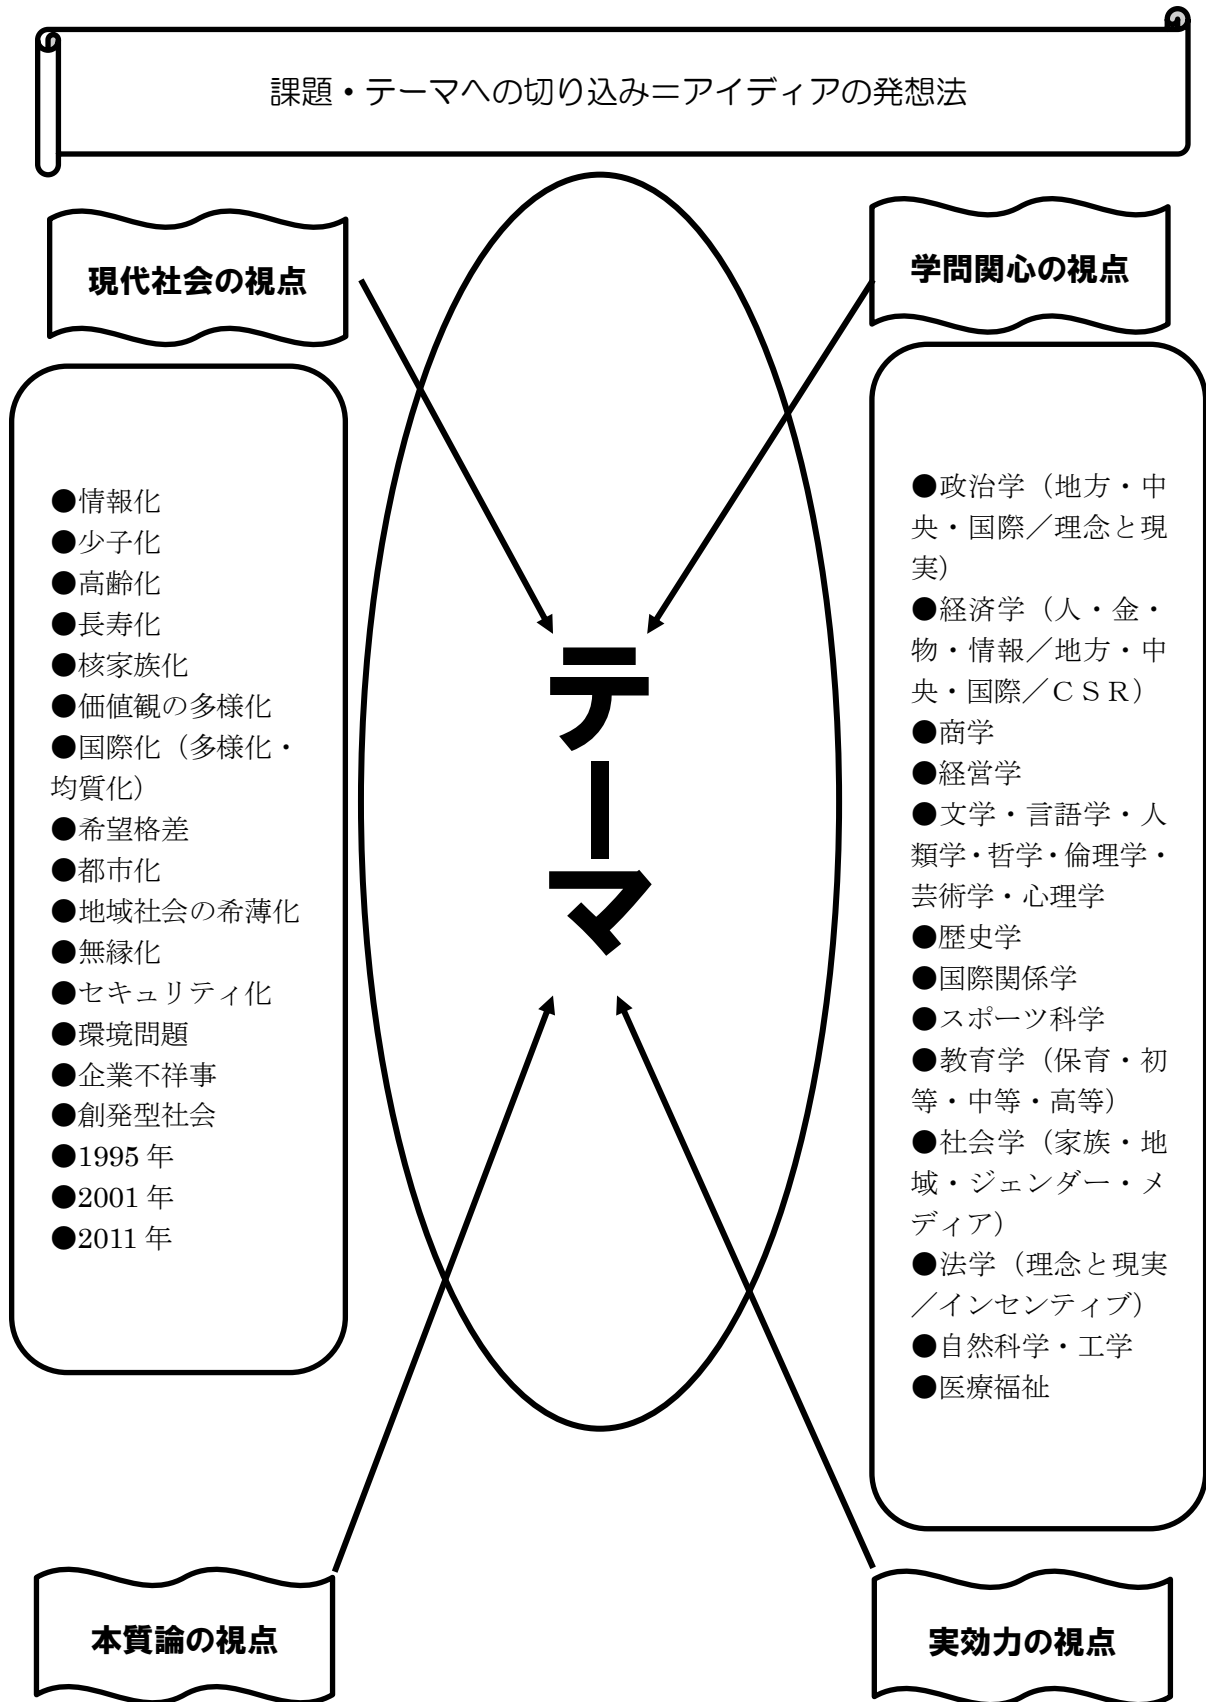 課題・テーマへの切り込み＝アイディアの発想法
現代社会の視点
●情報化
●少子化
●高齢化
●長寿化
●核家族化
●価値観の多様化
●国際化（多様化・
均質化）
●希望格差
●都市化
●地域社会の希薄化
●無縁化
●セキュリティ化
●環境問題
●企業不祥事
●創発型社会
●1995 年
●2001 年
●2011 年
テーマ
学問関心の視点
●政治学（地方・中
央・国際／理念と現
実）
●経済学（人・金・
物・情報／地方・中
央・国際／ＣＳＲ）
●商学
●経営学
●文学・言語学・人
類学・哲学・倫理学・
芸術学・心理学
●歴史学
●国際関係学
●スポーツ科学
●教育学（保育・初
等・中等・高等）
●社会学（家族・地
域・ジェンダー・メ
ディア）
●法学（理念と現実
／インセンティブ）
●自然科学・工学
●医療福祉
本質論の視点
実効力の視点